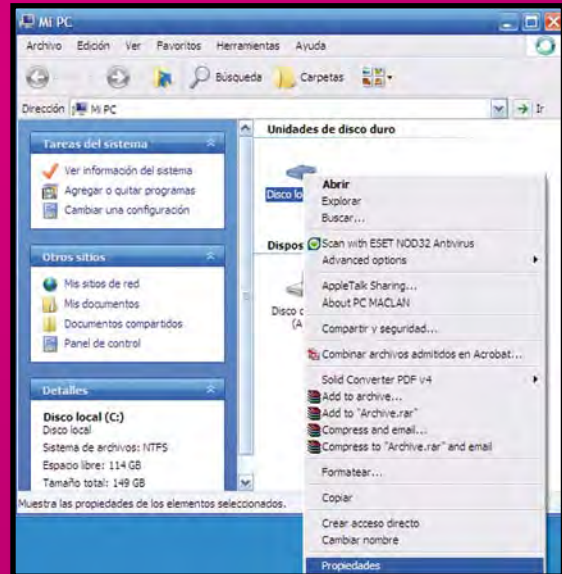 Mi PC
Archivo Edición Ver Favoritos Herramientas Ayuda
Búsqueda Carpetas
Dirección Mi PC Ir
Tareas del sistema
Ver información del sistema
Agregar o quitar programas
Cambiar una configuración
Otros sitios
Mis sitios de red
Mis documentos
Documentos compartidos
Panel de control
Detalles
Disco local (C:)
Disco local
Sistema de archivos: NTFS
Espacio libre: 114 GB
Tamaño total: 149 GB
Unidades de disco duro
Disco lo
Dispos
Disco
(A
Abrir
Explorar
Buscar...
Scan with ESET NOD32 Antivirus
Advanced options
AppleTalk Sharing...
About PC MACLAN
Compartir y seguridad...
Combinar archivos admitidos en Acrobat...
Solid Converter PDF v4
Add to archive...
Add to "Archive.rar"
Compress and email...
Compress to "Archive.rar" and email
Formatear...
Copiar
Crear acceso directo
Cambiar nombre
Propiedades
Muestra las propiedades de los elementos seleccionados.